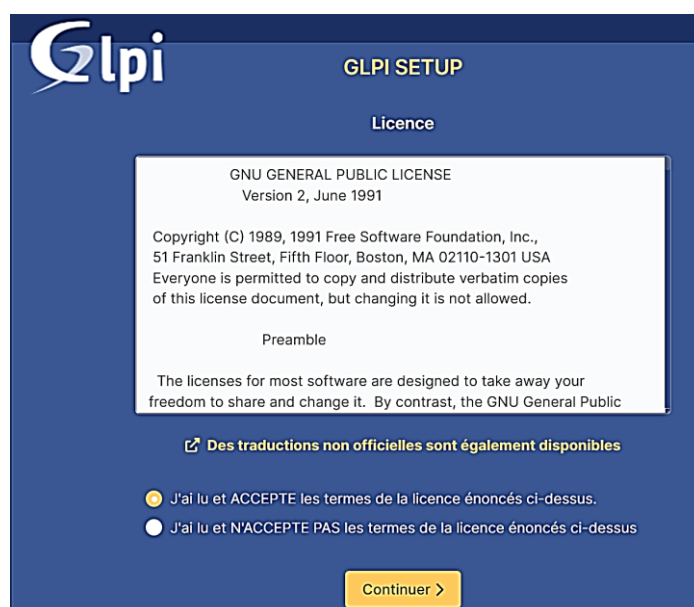 Glpi
GLPI SETUP
Licence
GNU GENERAL PUBLIC LICENSE
Version 2, June 1991
Copyright (C) 1989, 1991 Free Software Foundation, Inc.,
51 Franklin Street, Fifth Floor, Boston, MA 02110-1301 USA
Everyone is permitted to copy and distribute verbatim copies
of this license document, but changing it is not allowed.
Preamble
The licenses for most software are designed to take away your
freedom to share and change it. By contrast, the GNU General Public
Des traductions non officielles sont également disponibles
J'ai lu et ACCEPTE les termes de la licence énoncés ci-dessus.
J'ai lu et N'ACCEPTE PAS les termes de la licence énoncés ci-dessus
Continuer >